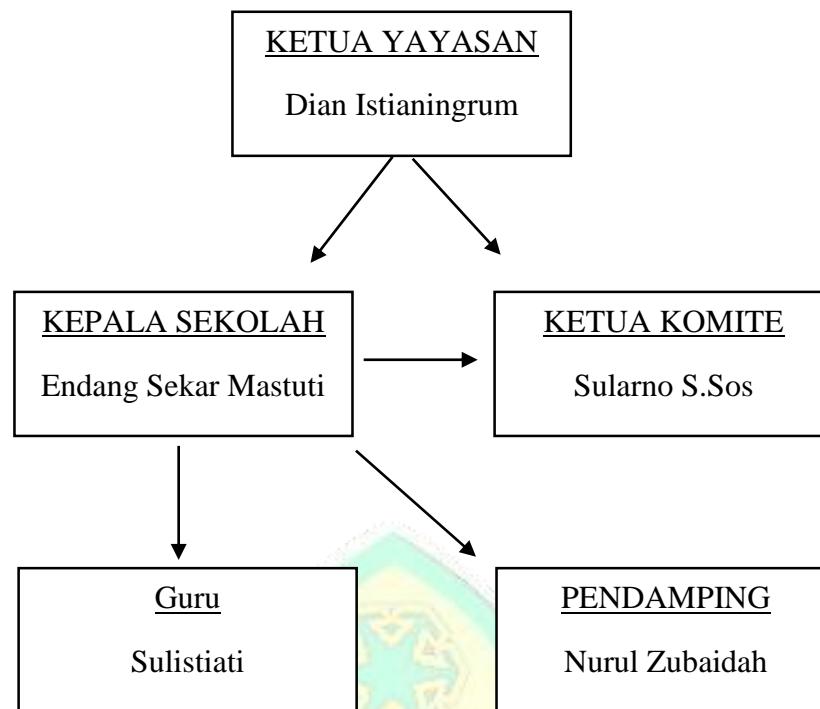 KETUA YAYASAN
Dian Istianingrum
KEPALA SEKOLAH
Endang Sekar Mastuti
KETUA KOMITE
Sularno S.Sos
Guru
Sulistiati
PENDAMPING
Nurul Zubaidah